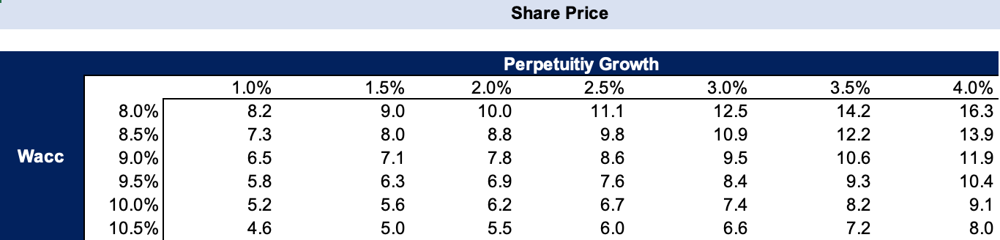 Share Price
Perpetuitiy Growth
1.0% 1.5% 2.0% 2.5% 3.0% 3.5% 4.0%
8.0% 8.2 9.0 10.0 11.1 12.5 14.2 16.3
8.5% 7.3 8.0 8.8 9.8 10.9 12.2 13.9
Wacc 9.0% 6.5 7.1 7.8 8.6 9.5 10.6 11.9
9.5% 5.8 6.3 6.9 7.6 8.4 9.3 10.4
10.0% 5.2 5.6 6.2 6.7 7.4 8.2 9.1
10.5% 4.6 5.0 5.5 6.0 6.6 7.2 8.0